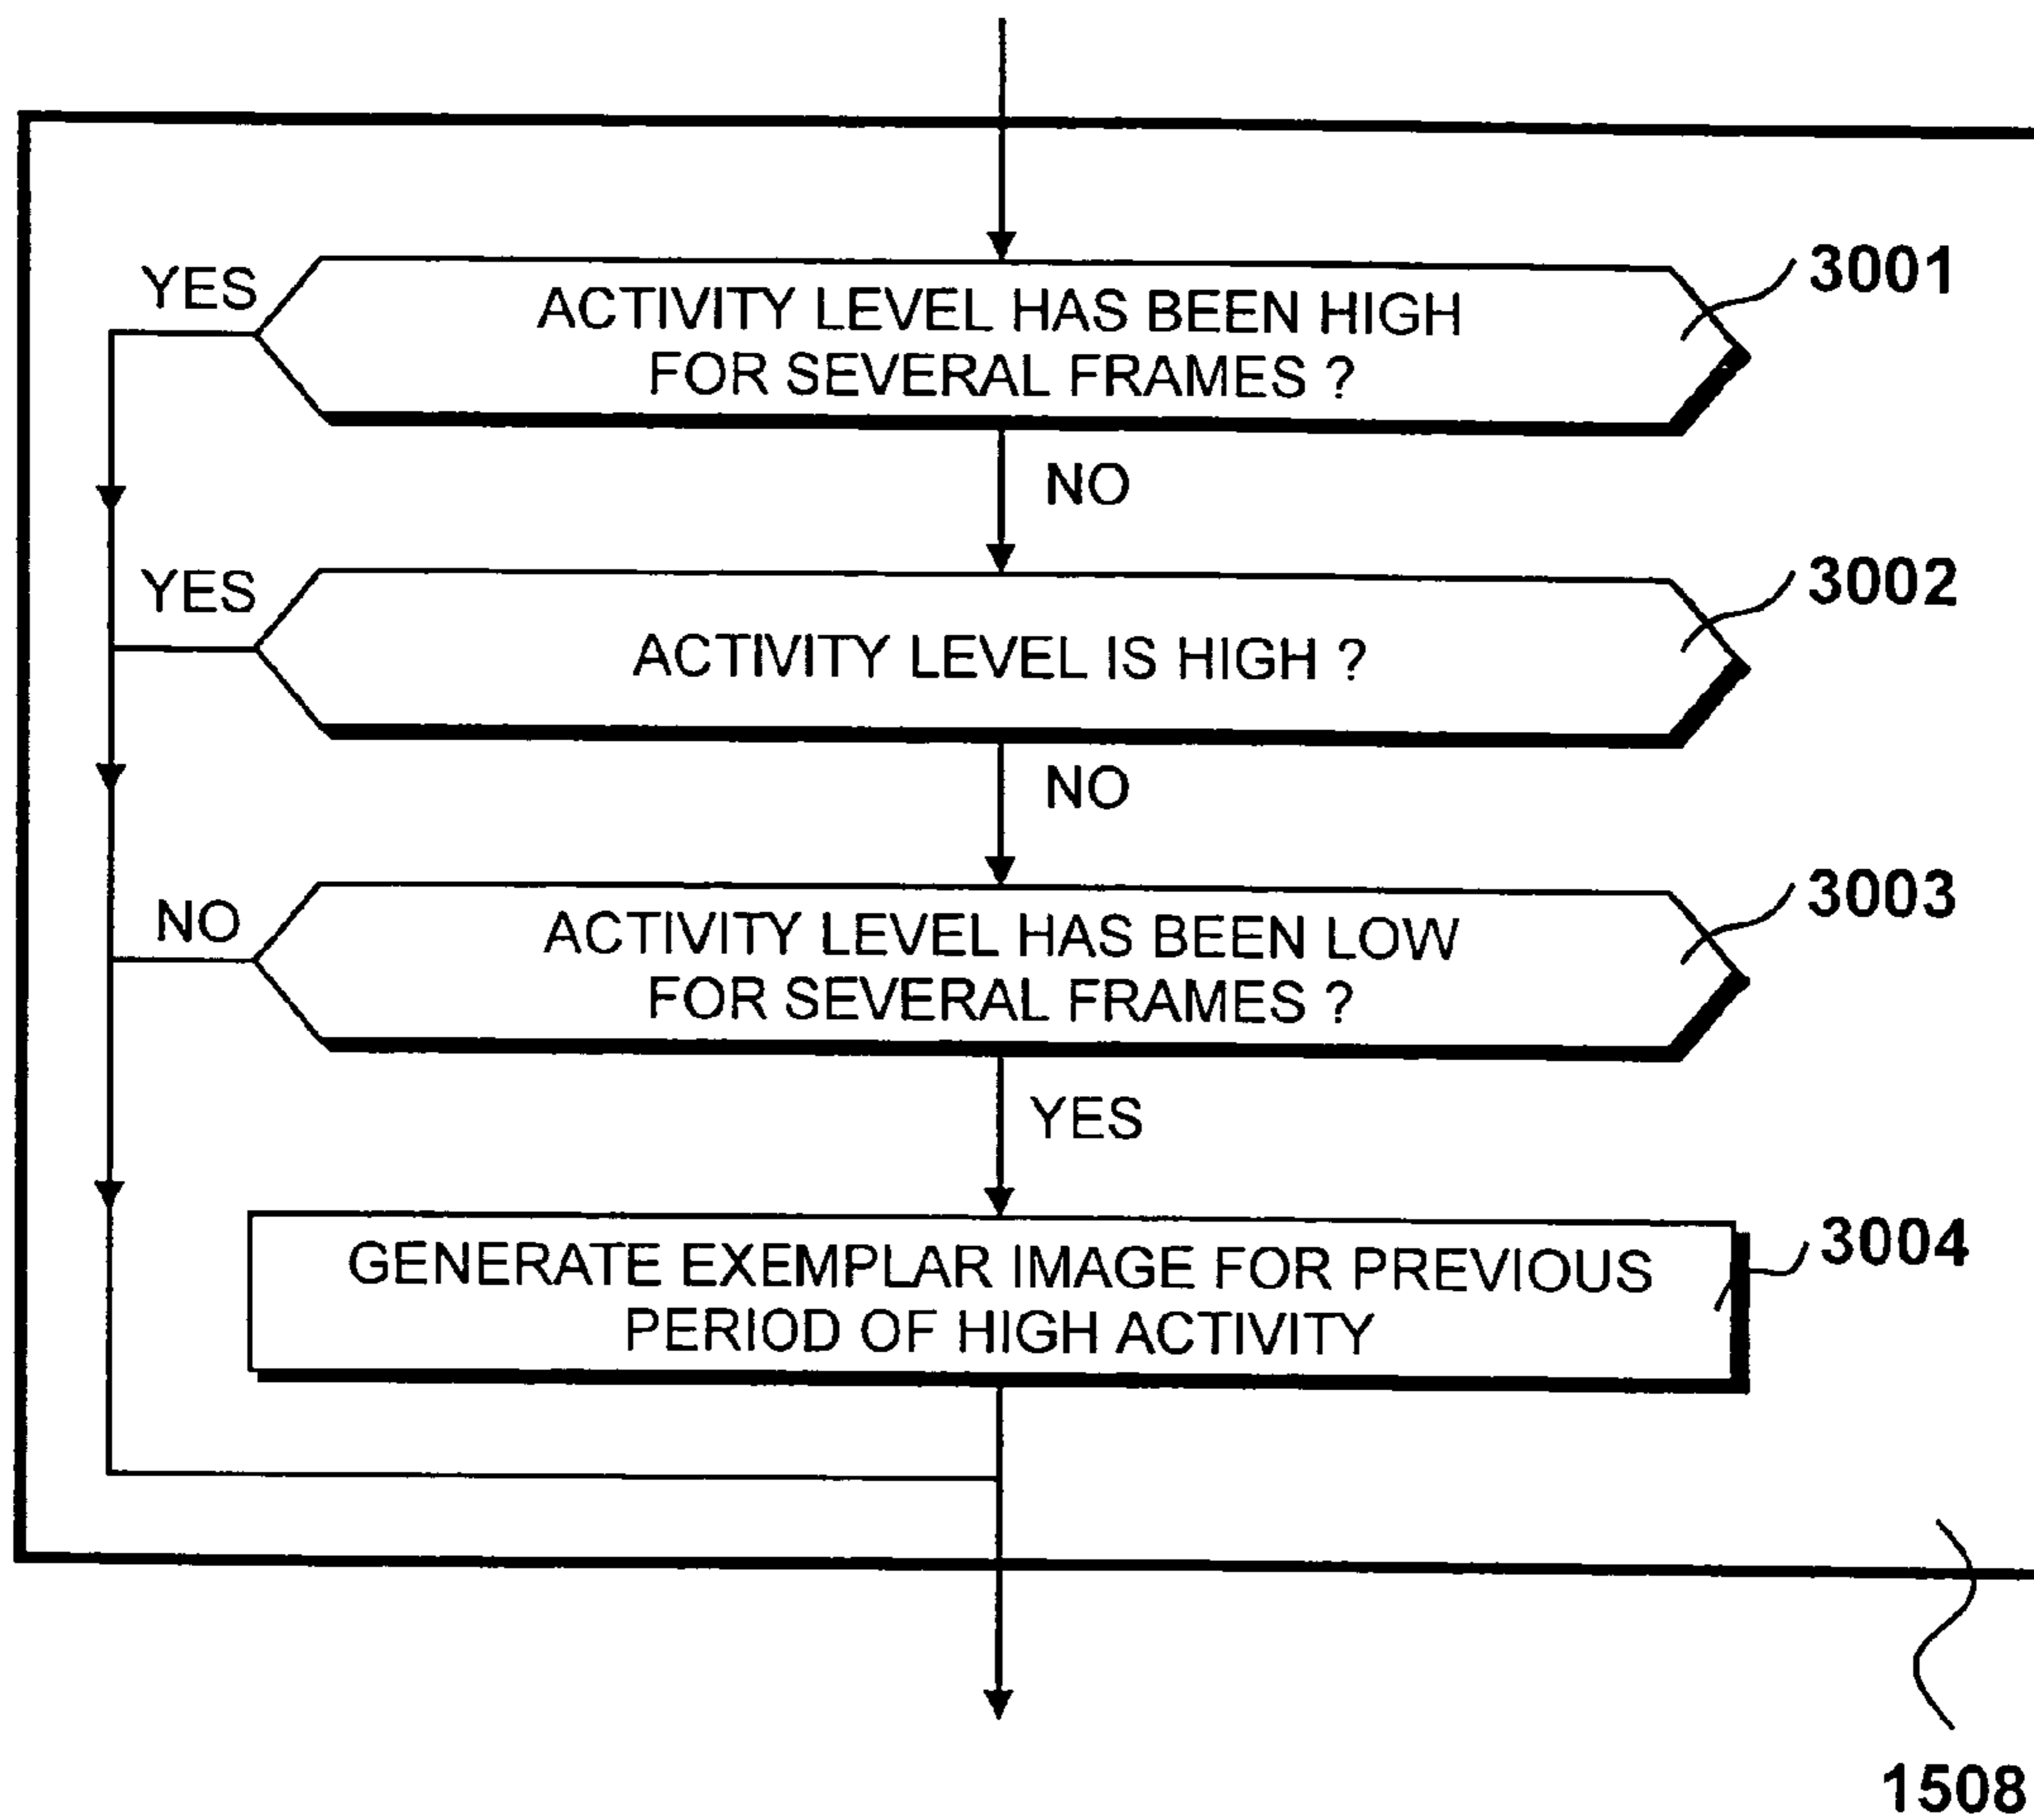 YES
ACTIVITY LEVEL HAS BEEN HIGH
FOR SEVERAL FRAMES ?
3001
NO
YES
ACTIVITY LEVEL IS HIGH ?
3002
NO
NO
ACTIVITY LEVEL HAS BEEN LOW
FOR SEVERAL FRAMES ?
3003
YES
GENERATE EXEMPLAR IMAGE FOR PREVIOUS
PERIOD OF HIGH ACTIVITY
3004
1508